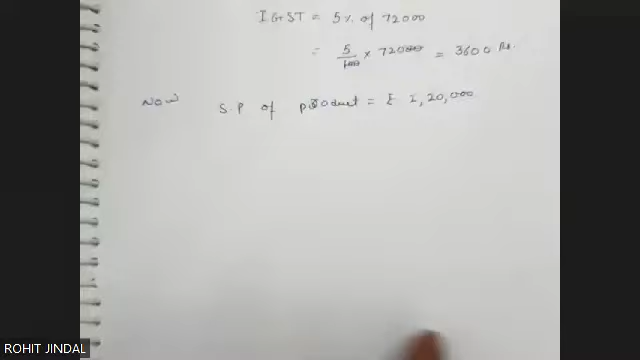 IGST = 5% of 72000
= 5/100 x 72000 = 3600 Rs.
Now S.P of product = ₹ 1,20,000
ROHIT JINDAL